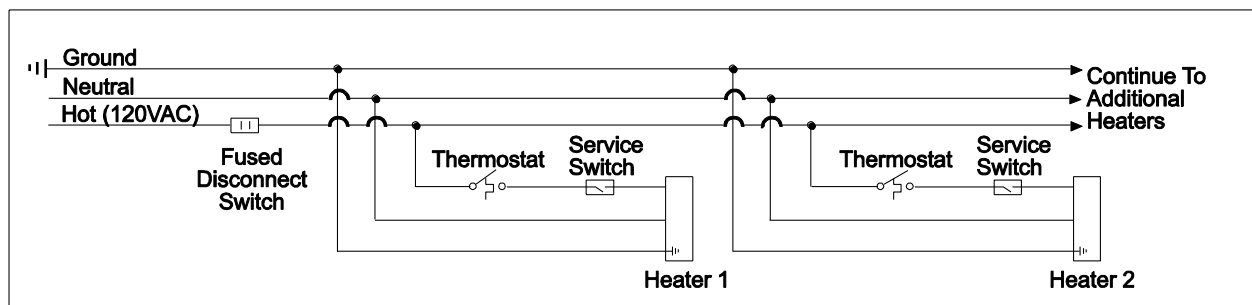 Ground
Neutral
Hot (120VAC)
Continue To
Additional
Heaters
Fused
Disconnect
Switch
Thermostat
Service
Switch
Thermostat
Service
Switch
Heater 1
Heater 2